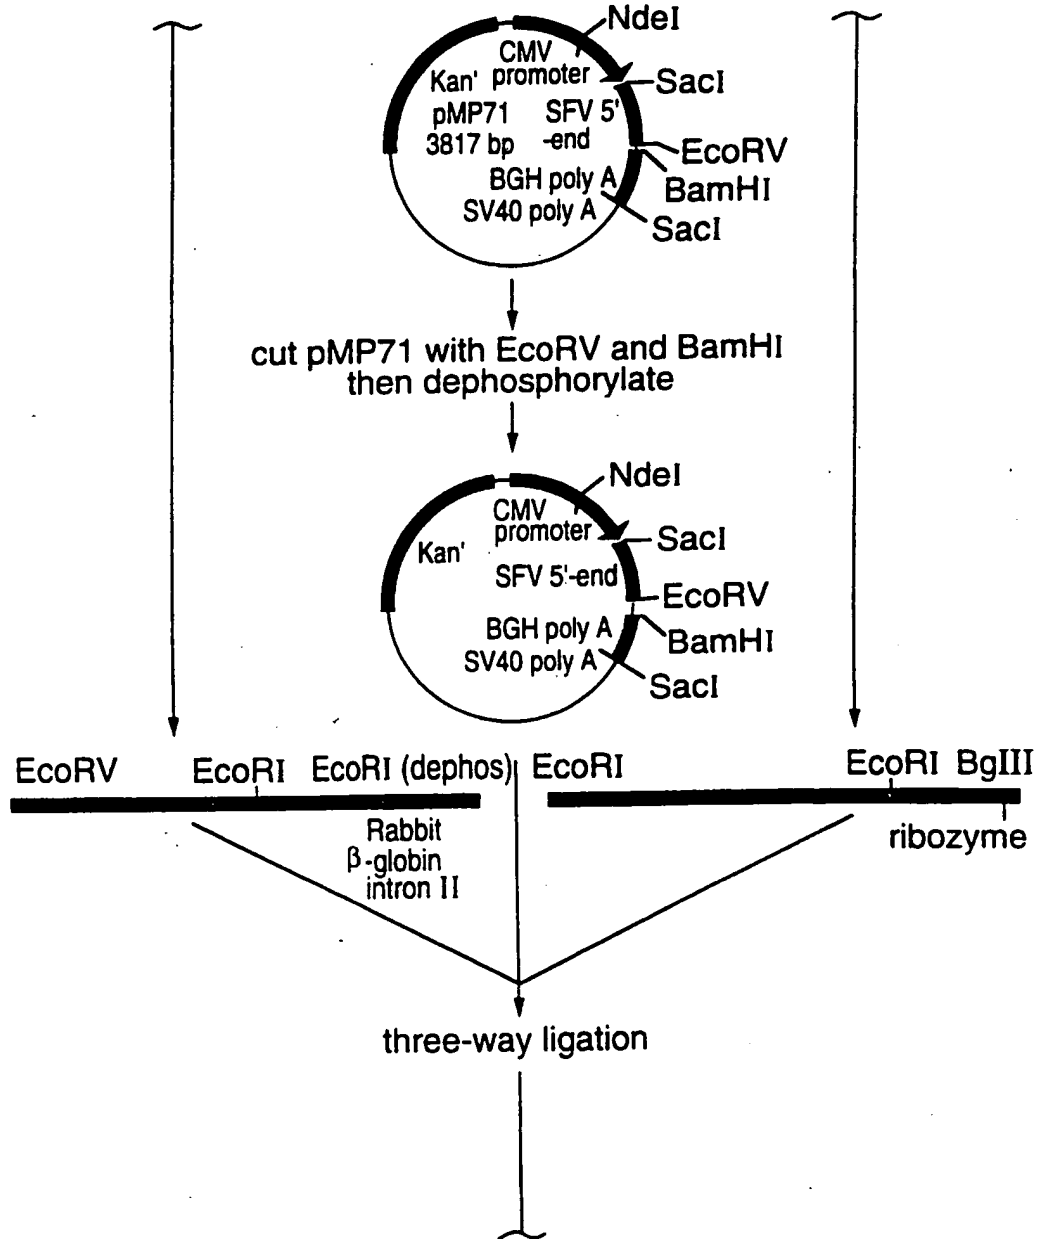 NdeI
CMV
promoter
Kan'
SacI
pMP71
SFV 5'
3817 bp
-end
EcoRV
BGH poly A
BamHI
SV40 poly A
SacI
cut pMP71 with EcoRV and BamHI
then dephosphorylate
NdeI
CMV
promoter
Kan'
SacI
SFV 5'-end
EcoRV
BGH poly A
BamHI
SV40 poly A
SacI
EcoRV EcoRI EcoRI (dephos) EcoRI EcoRI BgIII
Rabbit
β-globin
intron II
ribozyme
three-way ligation